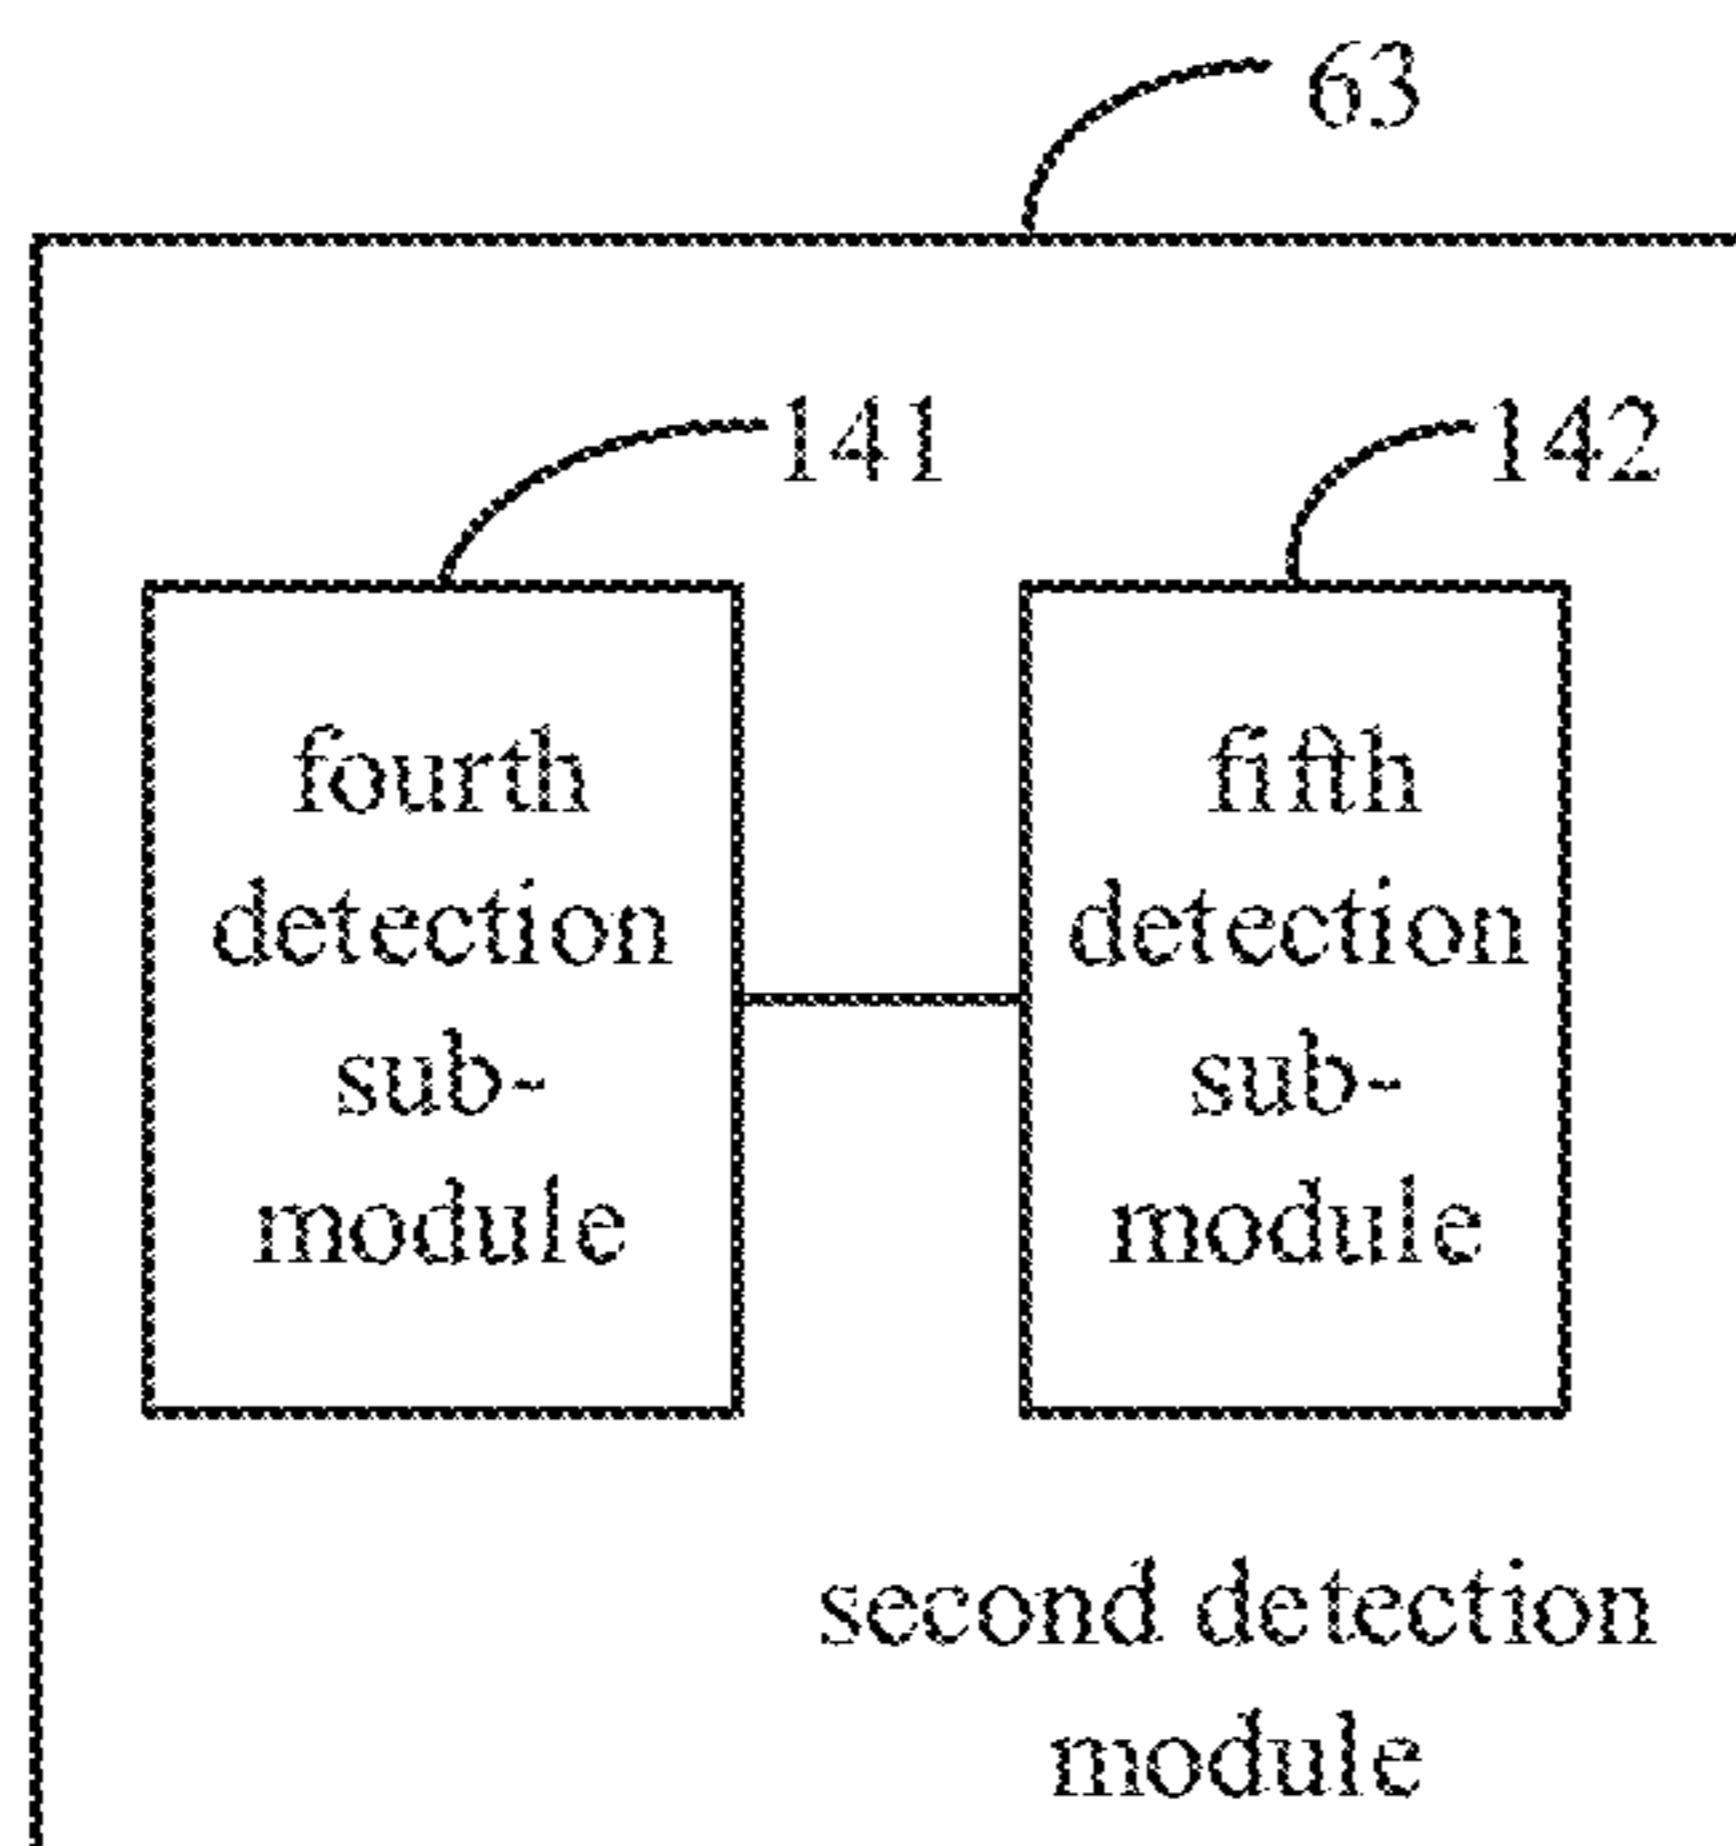 63
141
142
fourth
detection
sub-
module
fifth
detection
sub-
module
second detection
module